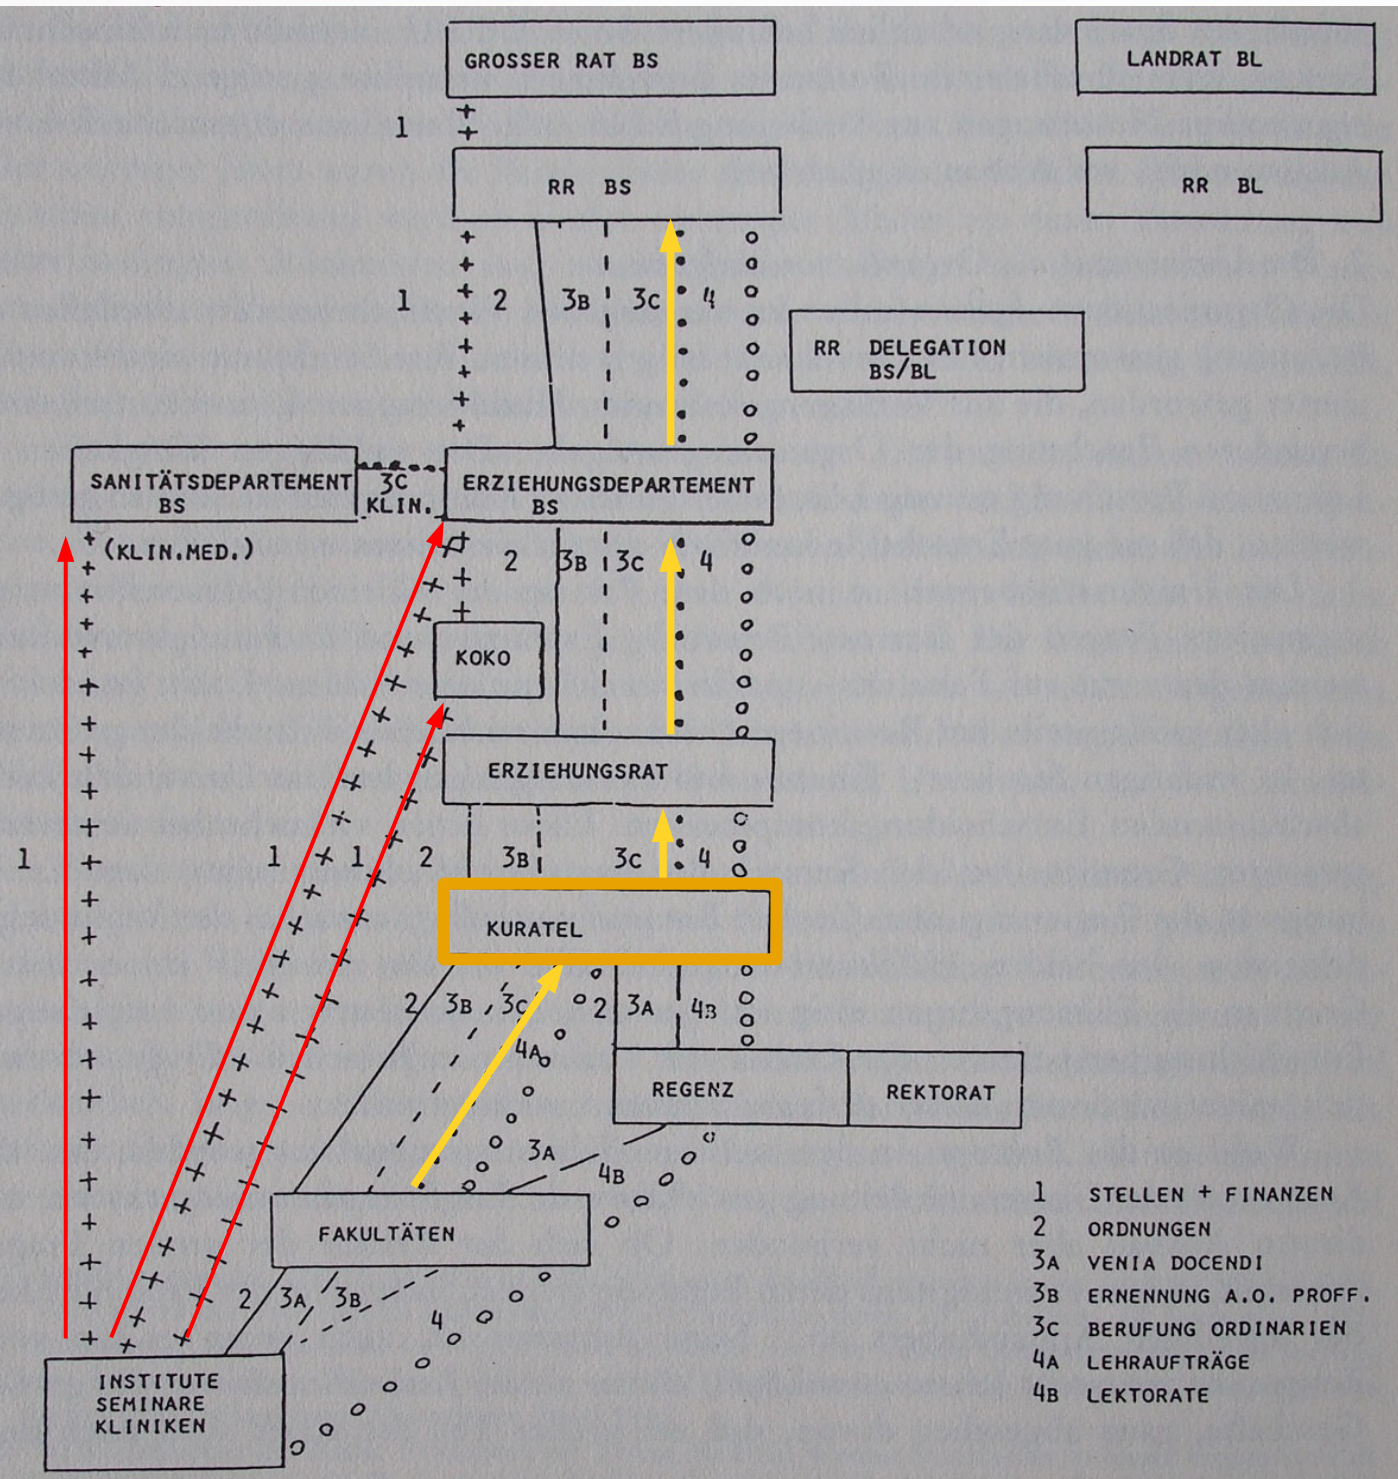 GROSSER RAT BS
LANDRAT BL
1
RR BS
RR BL
1
2
3B
3C
4
RR DELEGATION
BS/BL
SANITÄTSDEPARTEMENT
BS
3C
KLIN.
ERZIEHUNGSDEPARTEMENT
BS
(KLIN.MED.)
2
3B
3C
4
KOKO
ERZIEHUNGSRAT
1
1
1
2
3B
3C
4
KURATEL
2
3B
3C
2
3A
4B
4A
REGENZ
REKTORAT
3A
4B
FAKULTÄTEN
2
3A
3B
4
INSTITUTE
SEMINARE
KLINIKEN
1 STELLEN + FINANZEN
2 ORDNUNGEN
3A VENIA DOCENDI
3B ERNENNUNG A.O. PROFF.
3C BERUFUNG ORDINARIEN
4A LEHRAUFTRÄGE
4B LEKTORATE